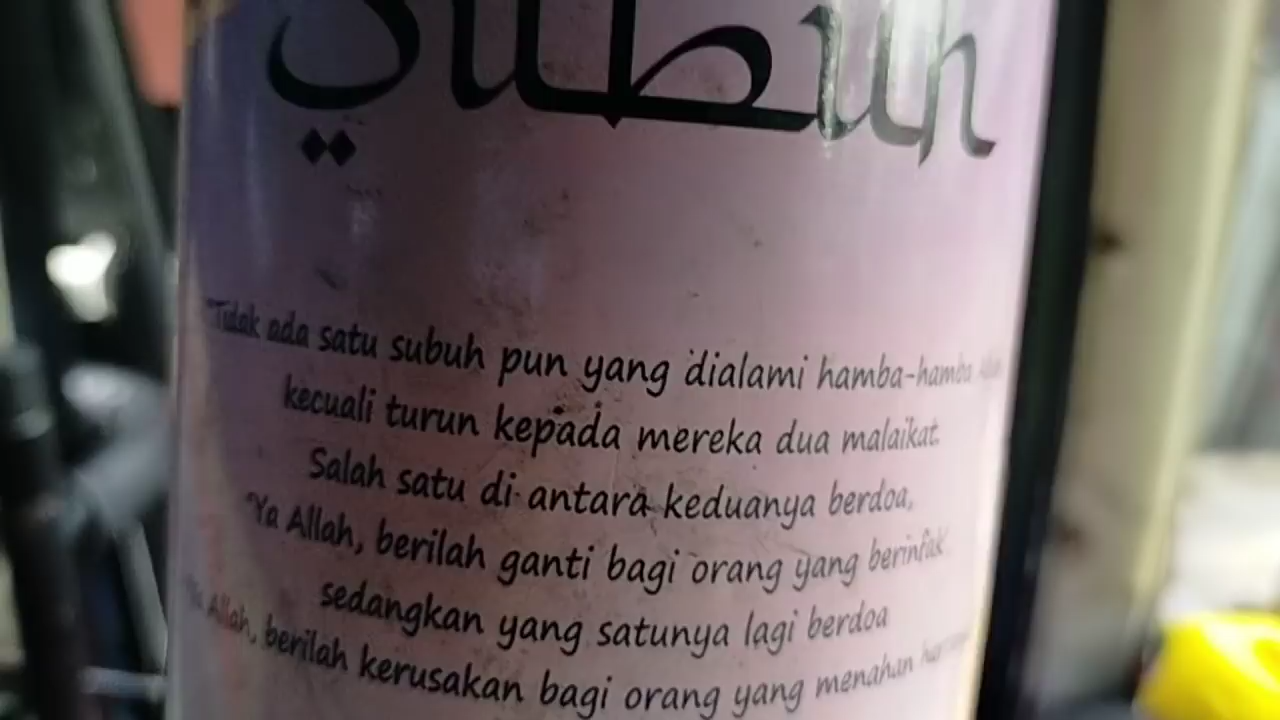 Subuh
"Tidak ada satu subuh pun yang dialami hamba-hamba
kecuali turun kepada mereka dua malaikat.
Salah satu di antara keduanya berdoa,
"Ya Allah, berilah ganti bagi orang yang berinfak"
sedangkan yang satunya lagi berdoa
"Ya Allah, berilah kerusakan bagi orang yang menahan